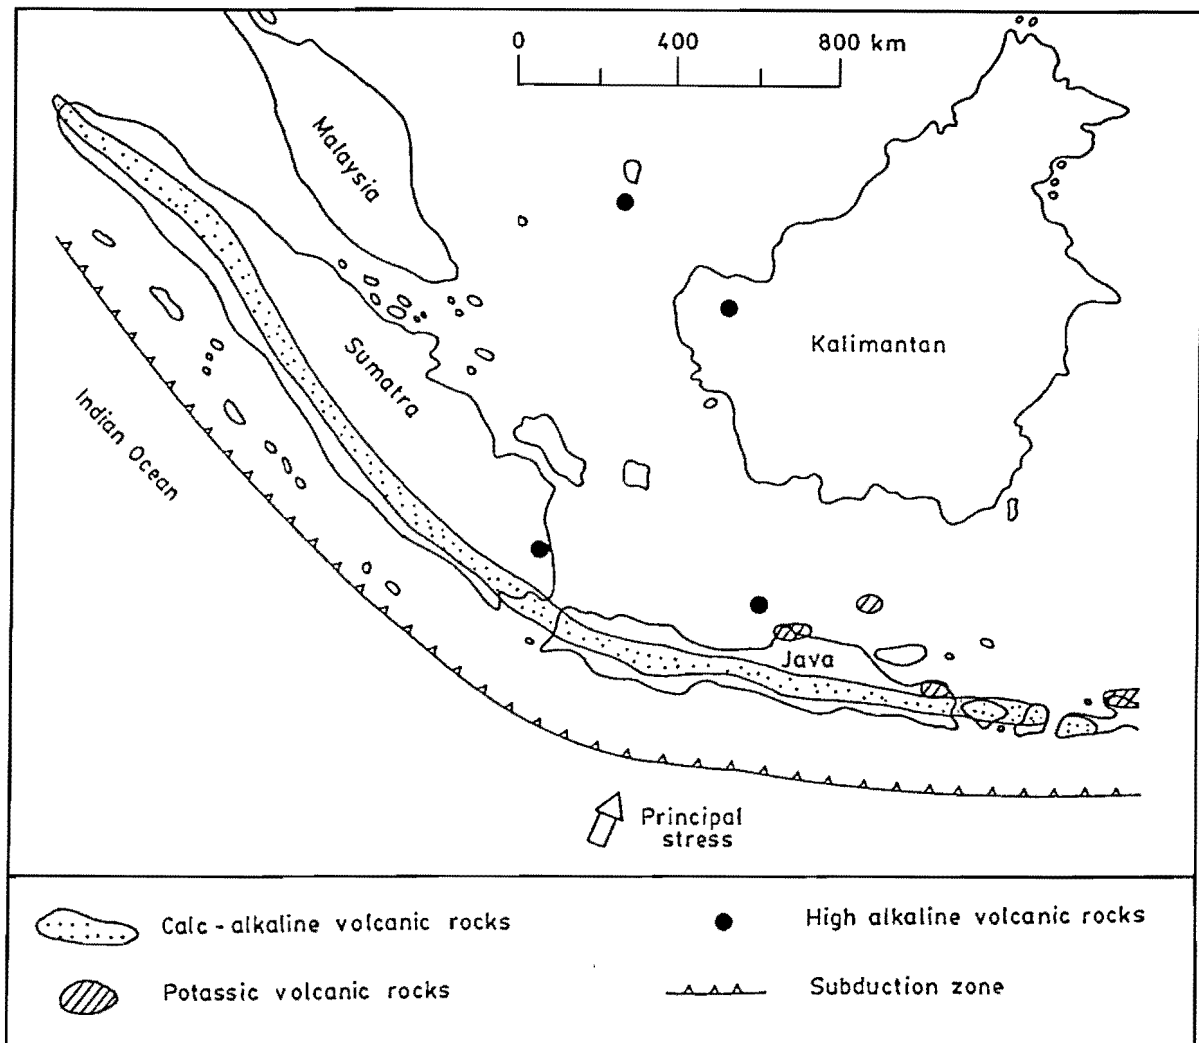 0 400 800 km
Malaysia
Sumatra
Kalimantan
Indian Ocean
Java
Principal
stress
Calc - alkaline volcanic rocks
High alkaline volcanic rocks
Potassic volcanic rocks
Subduction zone